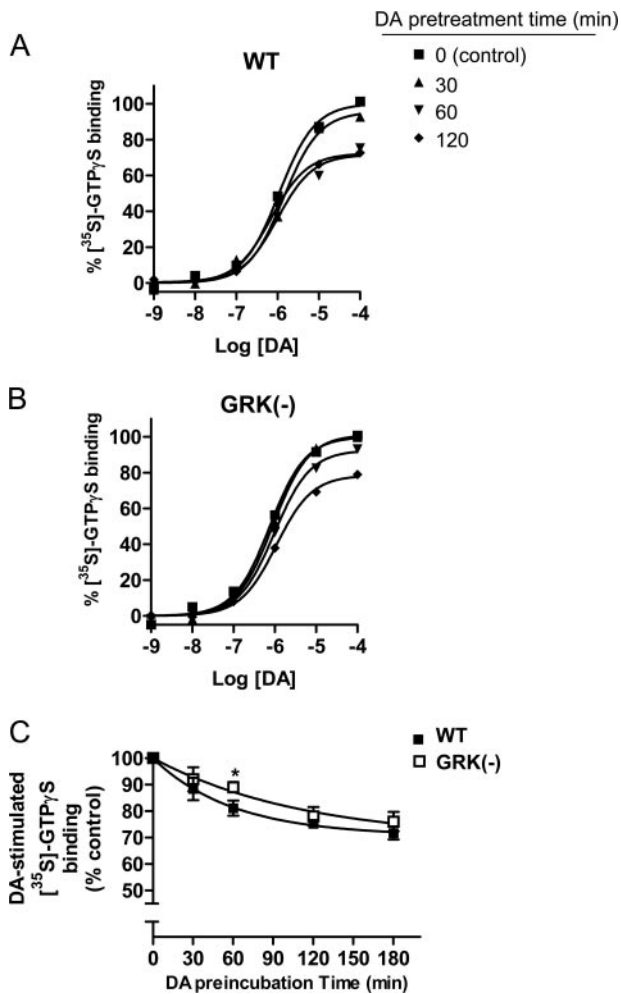 DA pretreatment time (min)
■ 0 (control)
▲ 30
▼ 60
◆ 120
A
WT
% [³⁵S]-GTPγS binding
100
80
60
40
20
0
-9 -8 -7 -6 -5 -4
Log [DA]
B
GRK(-)
% [³⁵S]-GTPγS binding
100
80
60
40
20
0
-9 -8 -7 -6 -5 -4
Log [DA]
C
■ WT
□ GRK(-)
DA-stimulated
[³⁵S]-GTPγS
binding
(% control)
100
90
80
70
60
50
*
0 30 60 90 120 150 180
DA preincubation Time (min)